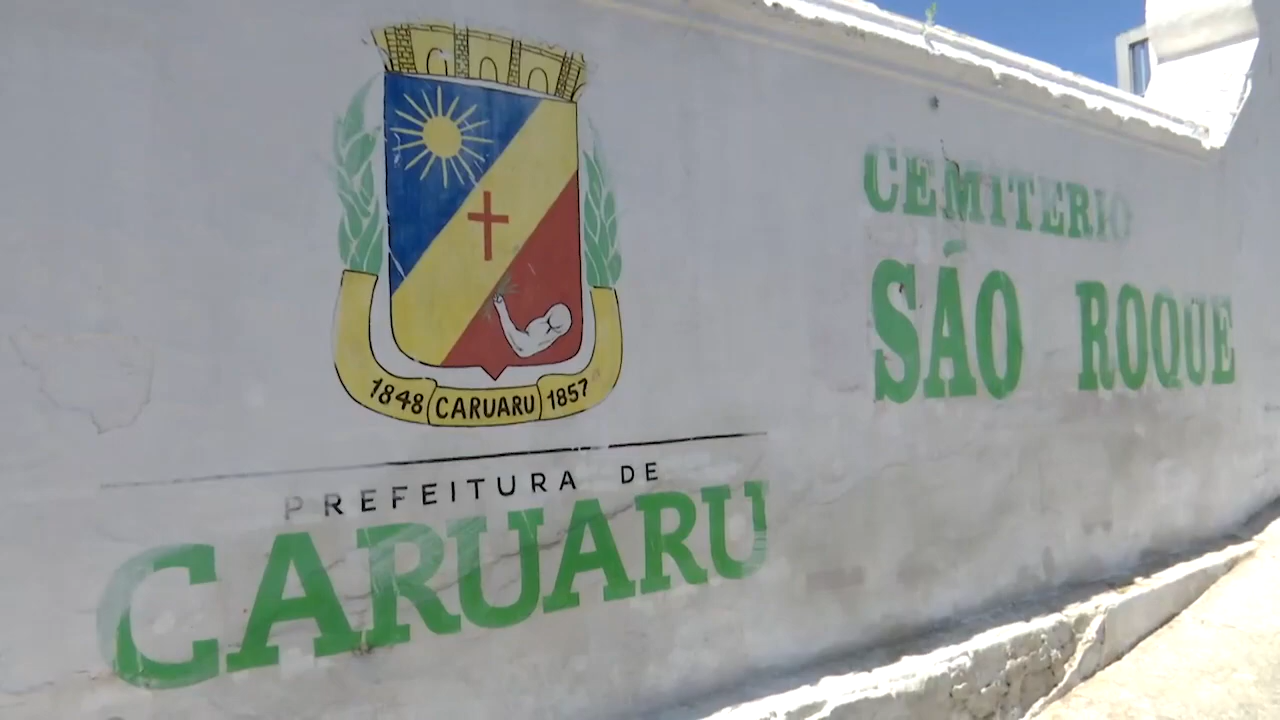 1848 CARUARU 1857
PREFEITURA DE
CARUARU
CEMITERIO
SÃO ROQUE